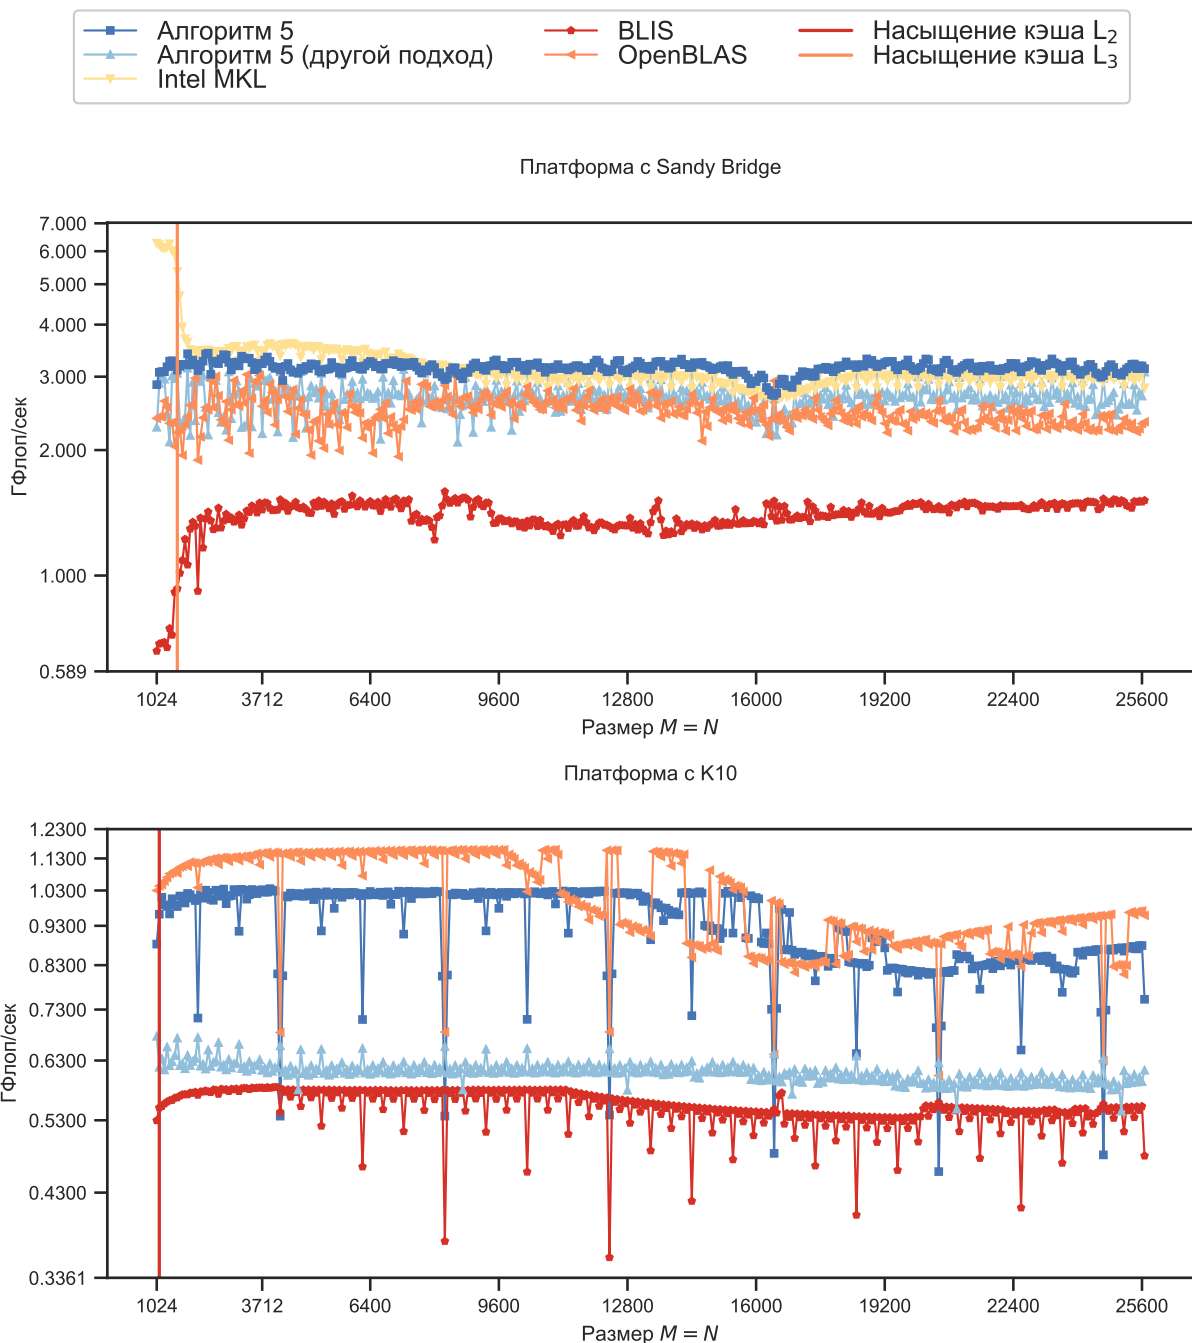 Алгоритм 5
Алгоритм 5 (другой подход)
Intel MKL
BLIS
OpenBLAS
Насыщение кэша L₂
Насыщение кэша L₃
Платформа с Sandy Bridge
ГФлоп/сек
7.000
6.000
5.000
4.000
3.000
2.000
1.000
0.589
1024 3712 6400 9600 12800 16000 19200 22400 25600
Размер M = N
Платформа с K10
ГФлоп/сек
1.2300
1.1300
1.0300
0.9300
0.8300
0.7300
0.6300
0.5300
0.4300
0.3361
1024 3712 6400 9600 12800 16000 19200 22400 25600
Размер M = N